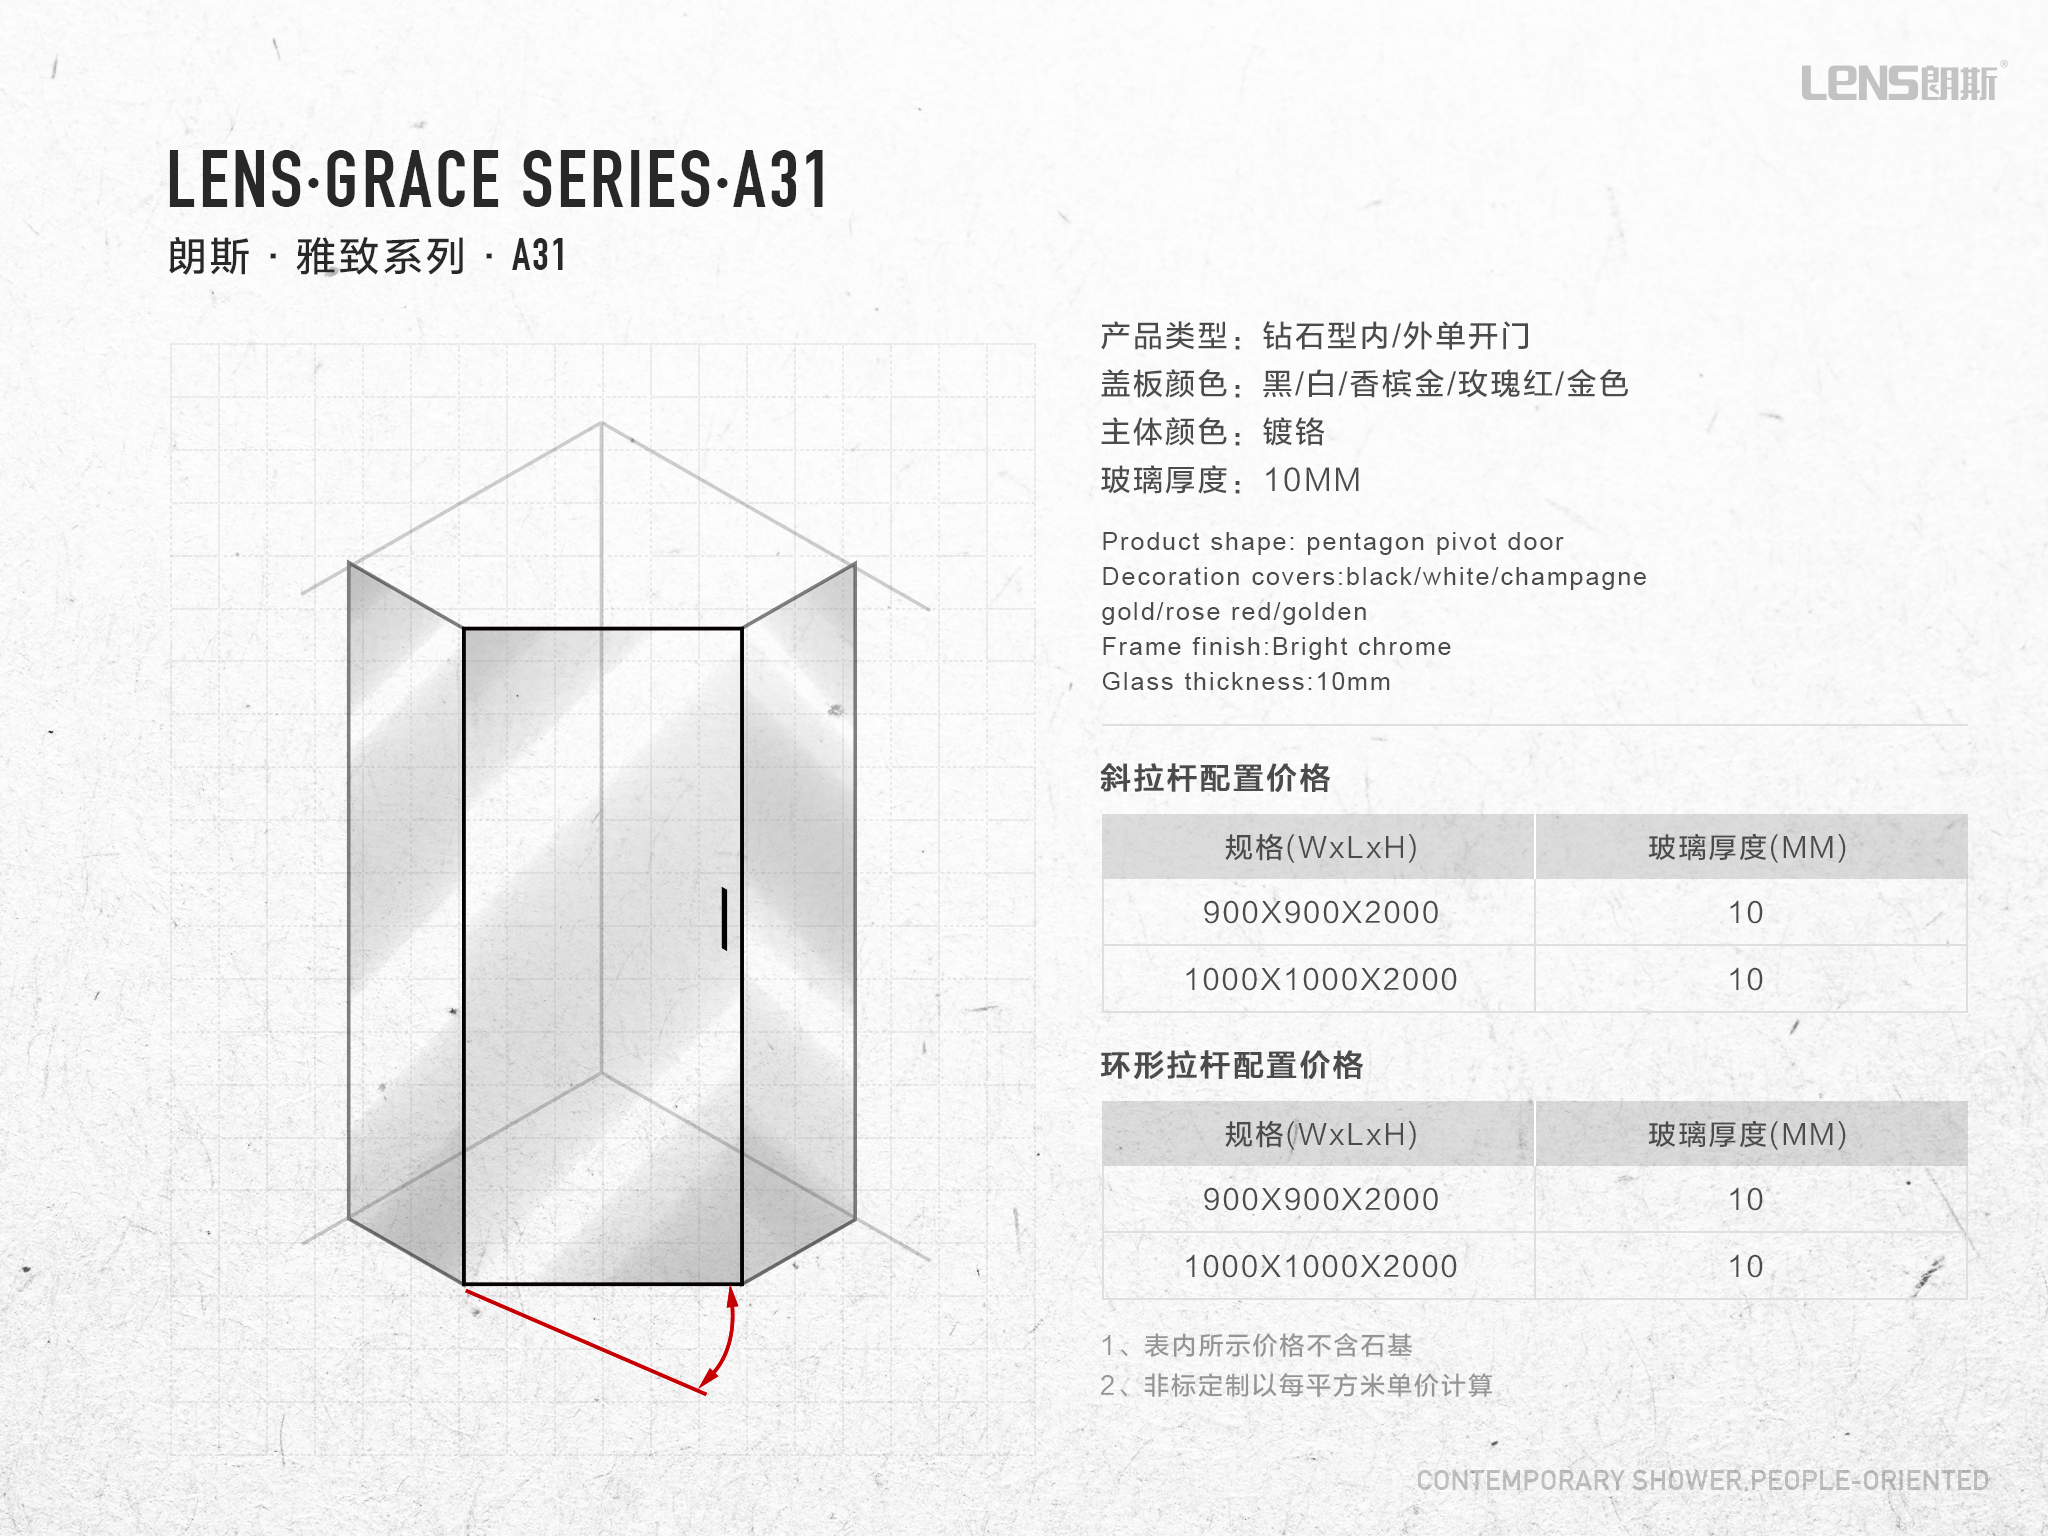 LENS朗斯®
LENS·GRACE SERIES·A31
朗斯 · 雅致系列 · A31
产品类型：钻石型内/外单开门
盖板颜色：黑/白/香槟金/玫瑰红/金色
主体颜色：镀铬
玻璃厚度：10MM
Product shape: pentagon pivot door
Decoration covers:black/white/champagne
gold/rose red/golden
Frame finish:Bright chrome
Glass thickness:10mm
斜拉杆配置价格
规格(WxLxH) 玻璃厚度(MM)
900X900X2000 10
1000X1000X2000 10
环形拉杆配置价格
规格(WxLxH) 玻璃厚度(MM)
900X900X2000 10
1000X1000X2000 10
1、表内所示价格不含石基
2、非标定制以每平方米单价计算
CONTEMPORARY SHOWER,PEOPLE-ORIENTED